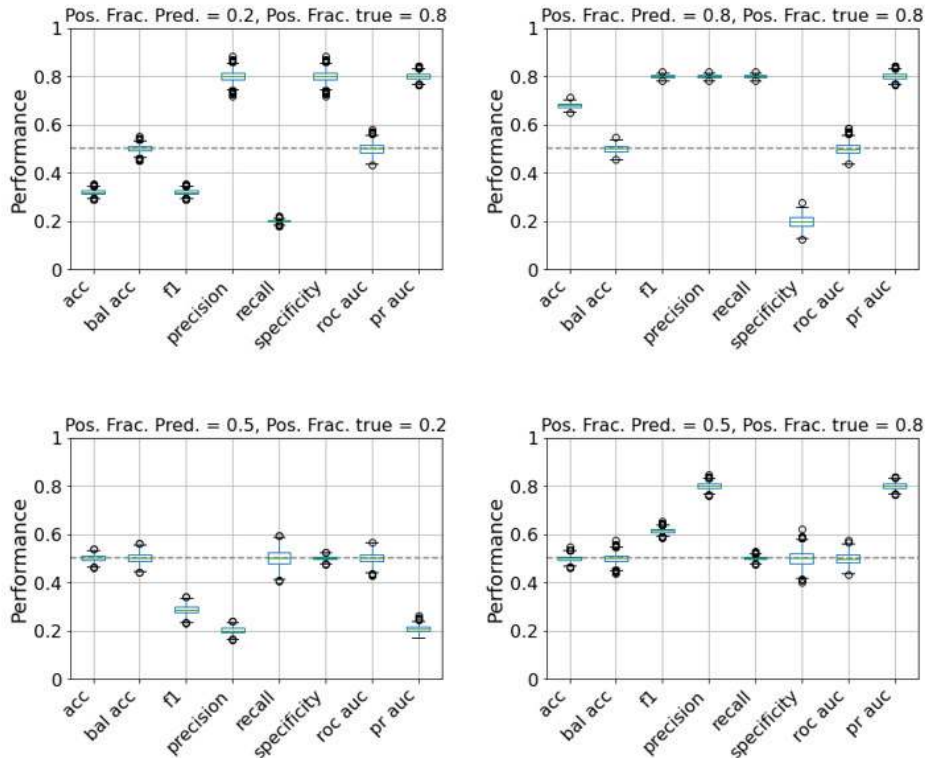 Pos. Frac. Pred. = 0.2, Pos. Frac. true = 0.8
1
0.8
0.6
0.4
0.2
0
Performance
acc
bal acc
f1
precision
recall
specificity
roc auc
pr auc
Pos. Frac. Pred. = 0.8, Pos. Frac. true = 0.8
1
0.8
0.6
0.4
0.2
0
Performance
acc
bal acc
f1
precision
recall
specificity
roc auc
pr auc
Pos. Frac. Pred. = 0.5, Pos. Frac. true = 0.2
1
0.8
0.6
0.4
0.2
0
Performance
acc
bal acc
f1
precision
recall
specificity
roc auc
pr auc
Pos. Frac. Pred. = 0.5, Pos. Frac. true = 0.8
1
0.8
0.6
0.4
0.2
0
Performance
acc
bal acc
f1
precision
recall
specificity
roc auc
pr auc